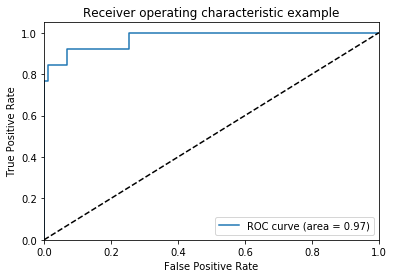 Receiver operating characteristic example
1.0
0.8
0.6
0.4
0.2
0.0
True Positive Rate
ROC curve (area = 0.97)
0.0 0.2 0.4 0.6 0.8 1.0
False Positive Rate